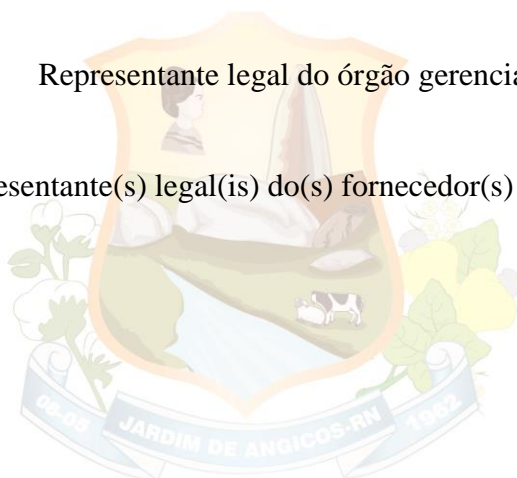 Representante legal do órgão gerencia
esentante(s) legal(is) do(s) fornecedor(s)
08-05 JARDIM DE ANGICOS-RN 1962